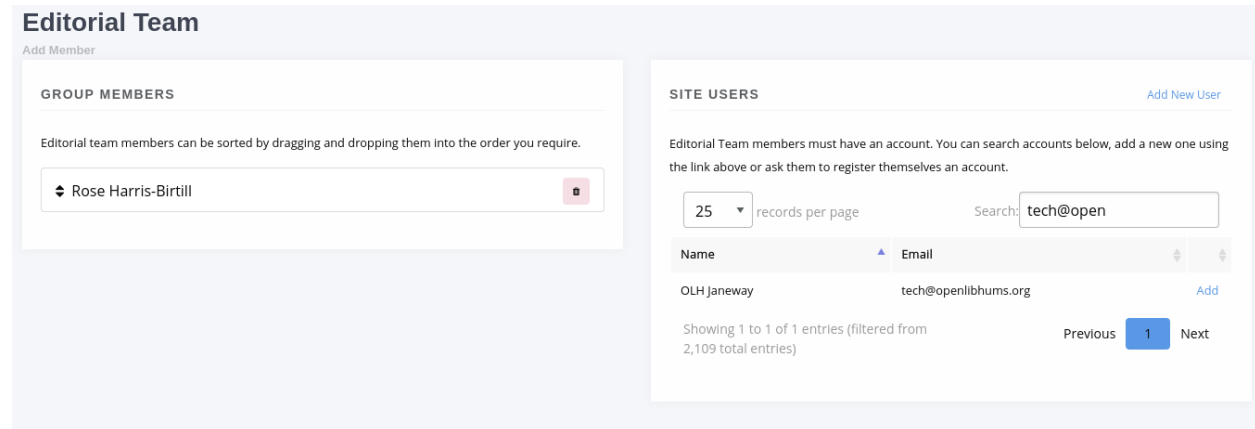 Editorial Team
Add Member
GROUP MEMBERS
Editorial team members can be sorted by dragging and dropping them into the order you require.
Rose Harris-Birtill
SITE USERS
Add New User
Editorial Team members must have an account. You can search accounts below, add a new one using
the link above or ask them to register themselves an account.
25 records per page
Search: tech@open
Name Email
OLH Janeway tech@openlibhums.org Add
Showing 1 to 1 of 1 entries (filtered from
2,109 total entries)
Previous 1 Next